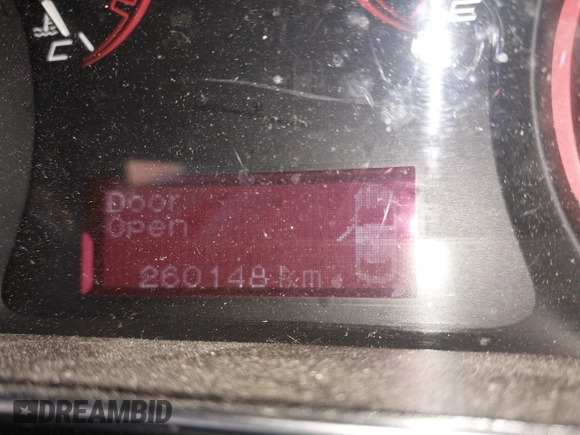 C
E
Door
Open
260148 km
DREAMBID